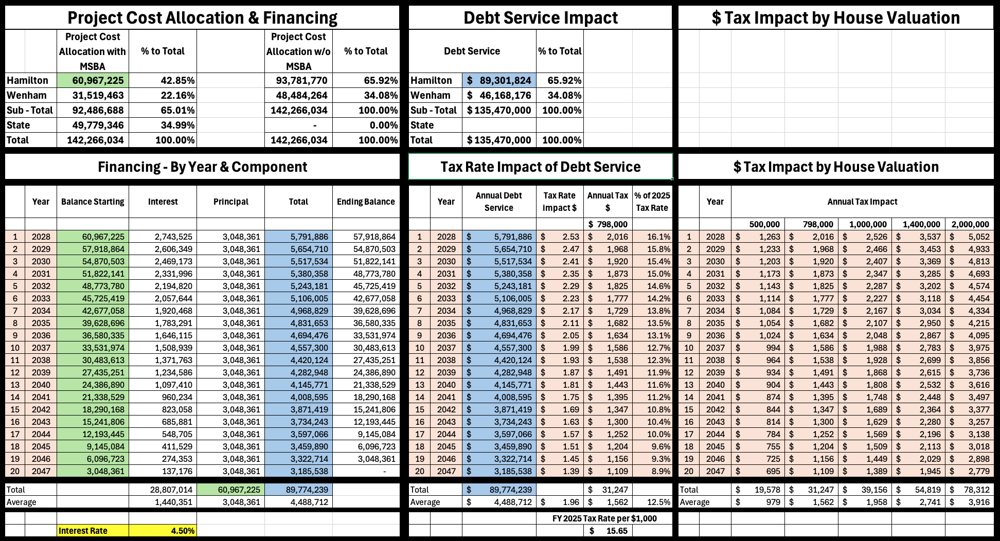 Project Cost Allocation & Financing
Project Cost Allocation with MSBA % to Total Project Cost Allocation w/o MSBA % to Total
Hamilton 60,967,225 42.85% 93,781,770 65.92%
Wenham 31,519,463 22.16% 48,484,264 34.08%
Sub - Total 92,486,688 65.01% 142,266,034 100.00%
State 49,779,346 34.99% - 0.00%
Total 142,266,034 100.00% 142,266,034 100.00%
Debt Service Impact
Debt Service % to Total
Hamilton $ 89,301,824 65.92%
Wenham $ 46,168,176 34.08%
Sub - Total $ 135,470,000 100.00%
State
Total $ 135,470,000 100.00%
$ Tax Impact by House Valuation
Financing - By Year & Component
Year Balance Starting Interest Principal Total Ending Balance
1 2028 60,967,225 2,743,525 3,048,361 5,791,886 57,918,864
2 2029 57,918,864 2,606,349 3,048,361 5,654,710 54,870,503
3 2030 54,870,503 2,469,173 3,048,361 5,517,534 51,822,141
4 2031 51,822,141 2,331,996 3,048,361 5,380,358 48,773,780
5 2032 48,773,780 2,194,820 3,048,361 5,243,181 45,725,419
6 2033 45,725,419 2,057,644 3,048,361 5,106,005 42,677,058
7 2034 42,677,058 1,920,468 3,048,361 4,968,829 39,628,696
8 2035 39,628,696 1,783,291 3,048,361 4,831,653 36,580,335
9 2036 36,580,335 1,646,115 3,048,361 4,694,476 33,531,974
10 2037 33,531,974 1,508,939 3,048,361 4,557,300 30,483,613
11 2038 30,483,613 1,371,763 3,048,361 4,420,124 27,435,251
12 2039 27,435,251 1,234,586 3,048,361 4,282,948 24,386,890
13 2040 24,386,890 1,097,410 3,048,361 4,145,771 21,338,529
14 2041 21,338,529 960,234 3,048,361 4,008,595 18,290,168
15 2042 18,290,168 823,058 3,048,361 3,871,419 15,241,806
16 2043 15,241,806 685,881 3,048,361 3,734,243 12,193,445
17 2044 12,193,445 548,705 3,048,361 3,597,066 9,145,084
18 2045 9,145,084 411,529 3,048,361 3,459,890 6,096,723
19 2046 6,096,723 274,353 3,048,361 3,322,714 3,048,361
20 2047 3,048,361 137,176 3,048,361 3,185,538 -
Total 28,807,014 60,967,225 89,774,239
Average 1,440,351 3,048,361 4,488,712
Interest Rate 4.50%
Tax Rate Impact of Debt Service
Year Annual Debt Service Tax Rate impact $ Annual Tax $ % of 2025 Tax Rate
$ 798,000
1 2028 $ 5,791,886 $ 2.53 $ 2,016 16.1%
2 2029 $ 5,654,710 $ 2.47 $ 1,968 15.8%
3 2030 $ 5,517,534 $ 2.41 $ 1,920 15.4%
4 2031 $ 5,380,358 $ 2.35 $ 1,873 15.0%
5 2032 $ 5,243,181 $ 2.29 $ 1,825 14.6%
6 2033 $ 5,106,005 $ 2.23 $ 1,777 14.2%
7 2034 $ 4,968,829 $ 2.17 $ 1,729 13.8%
8 2035 $ 4,831,653 $ 2.11 $ 1,682 13.5%
9 2036 $ 4,694,476 $ 2.05 $ 1,634 13.1%
10 2037 $ 4,557,300 $ 1.99 $ 1,586 12.7%
11 2038 $ 4,420,124 $ 1.93 $ 1,538 12.3%
12 2039 $ 4,282,948 $ 1.87 $ 1,491 11.9%
13 2040 $ 4,145,771 $ 1.81 $ 1,443 11.6%
14 2041 $ 4,008,595 $ 1.75 $ 1,395 11.2%
15 2042 $ 3,871,419 $ 1.69 $ 1,347 10.8%
16 2043 $ 3,734,243 $ 1.63 $ 1,300 10.4%
17 2044 $ 3,597,066 $ 1.57 $ 1,252 10.0%
18 2045 $ 3,459,890 $ 1.51 $ 1,204 9.6%
19 2046 $ 3,322,714 $ 1.45 $ 1,156 9.3%
20 2047 $ 3,185,538 $ 1.39 $ 1,109 8.9%
Total $ 89,774,239 $ 31,247
Average $ 4,488,712 $ 1.96 $ 1,562 12.5%
FY 2025 Tax Rate per $1,000
$ 15.65
$ Tax Impact by House Valuation
Year Annual Tax Impact
500,000 798,000 1,000,000 1,400,000 2,000,000
1 2028 $ 1,263 $ 2,016 $ 2,526 $ 3,537 $ 5,052
2 2029 $ 1,233 $ 1,968 $ 2,466 $ 3,453 $ 4,933
3 2030 $ 1,203 $ 1,920 $ 2,407 $ 3,369 $ 4,813
4 2031 $ 1,173 $ 1,873 $ 2,347 $ 3,285 $ 4,693
5 2032 $ 1,143 $ 1,825 $ 2,287 $ 3,202 $ 4,574
6 2033 $ 1,114 $ 1,777 $ 2,227 $ 3,118 $ 4,454
7 2034 $ 1,084 $ 1,729 $ 2,167 $ 3,034 $ 4,334
8 2035 $ 1,054 $ 1,682 $ 2,107 $ 2,950 $ 4,215
9 2036 $ 1,024 $ 1,634 $ 2,048 $ 2,867 $ 4,095
10 2037 $ 994 $ 1,586 $ 1,988 $ 2,783 $ 3,975
11 2038 $ 964 $ 1,538 $ 1,928 $ 2,699 $ 3,856
12 2039 $ 934 $ 1,491 $ 1,868 $ 2,615 $ 3,736
13 2040 $ 904 $ 1,443 $ 1,808 $ 2,532 $ 3,616
14 2041 $ 874 $ 1,395 $ 1,748 $ 2,448 $ 3,497
15 2042 $ 844 $ 1,347 $ 1,689 $ 2,364 $ 3,377
16 2043 $ 814 $ 1,300 $ 1,629 $ 2,280 $ 3,257
17 2044 $ 784 $ 1,252 $ 1,569 $ 2,196 $ 3,138
18 2045 $ 755 $ 1,204 $ 1,509 $ 2,113 $ 3,018
19 2046 $ 725 $ 1,156 $ 1,449 $ 2,029 $ 2,898
20 2047 $ 695 $ 1,109 $ 1,389 $ 1,945 $ 2,779
Total $ 19,578 $ 31,247 $ 39,156 $ 54,819 $ 78,312
Average $ 979 $ 1,562 $ 1,958 $ 2,741 $ 3,916